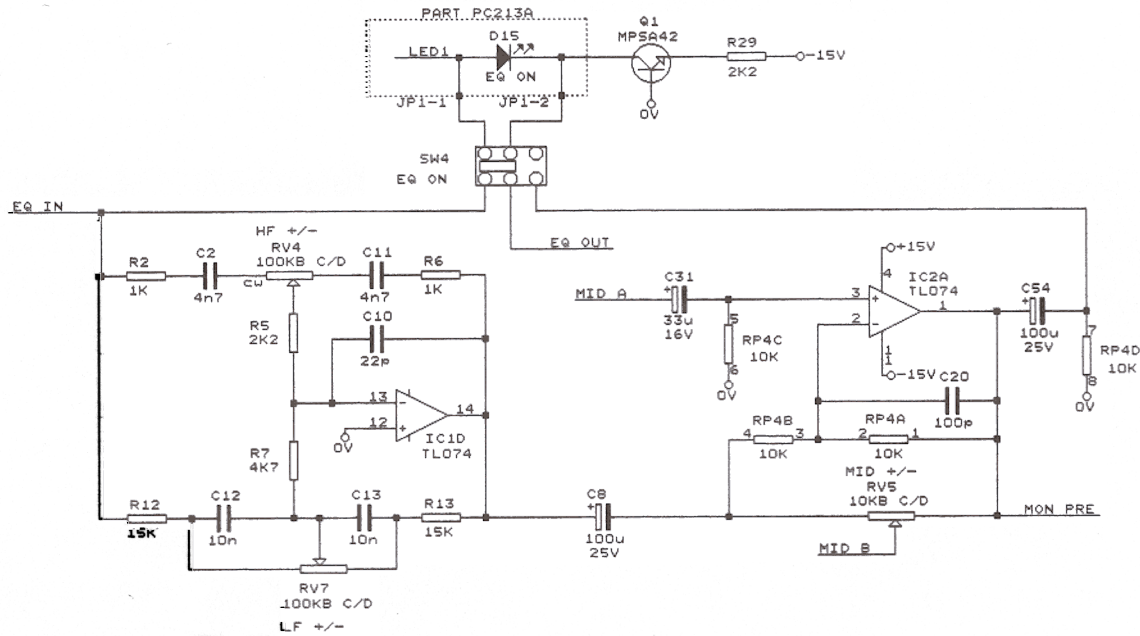 PART PC213A
Q1
MPSA42
D15
LED1
EQ ON
R29
2K2
-15V
JP1-1
JP1-2
0V
SW4
EQ ON
EQ IN
EQ OUT
HF +/-
RV4
100KB C/D
CW
R2
1K
C2
4n7
C11
4n7
R6
1K
R5
2K2
C10
22p
13
12
14
0V
IC1D
TL074
R7
4K7
R12
15K
C12
10n
C13
10n
R13
15K
RV7
100KB C/D
LF +/-
MID A
C31
33u
16V
5
RP4C
10K
6
0V
+15V
4
IC2A
TL074
3
2
1
11
-15V
C54
100u
25V
7
RP4D
10K
8
0V
C20
100p
RP4B
4
3
10K
RP4A
2
1
10K
MID +/-
RV5
10KB C/D
C8
100u
25V
MID B
MON PRE